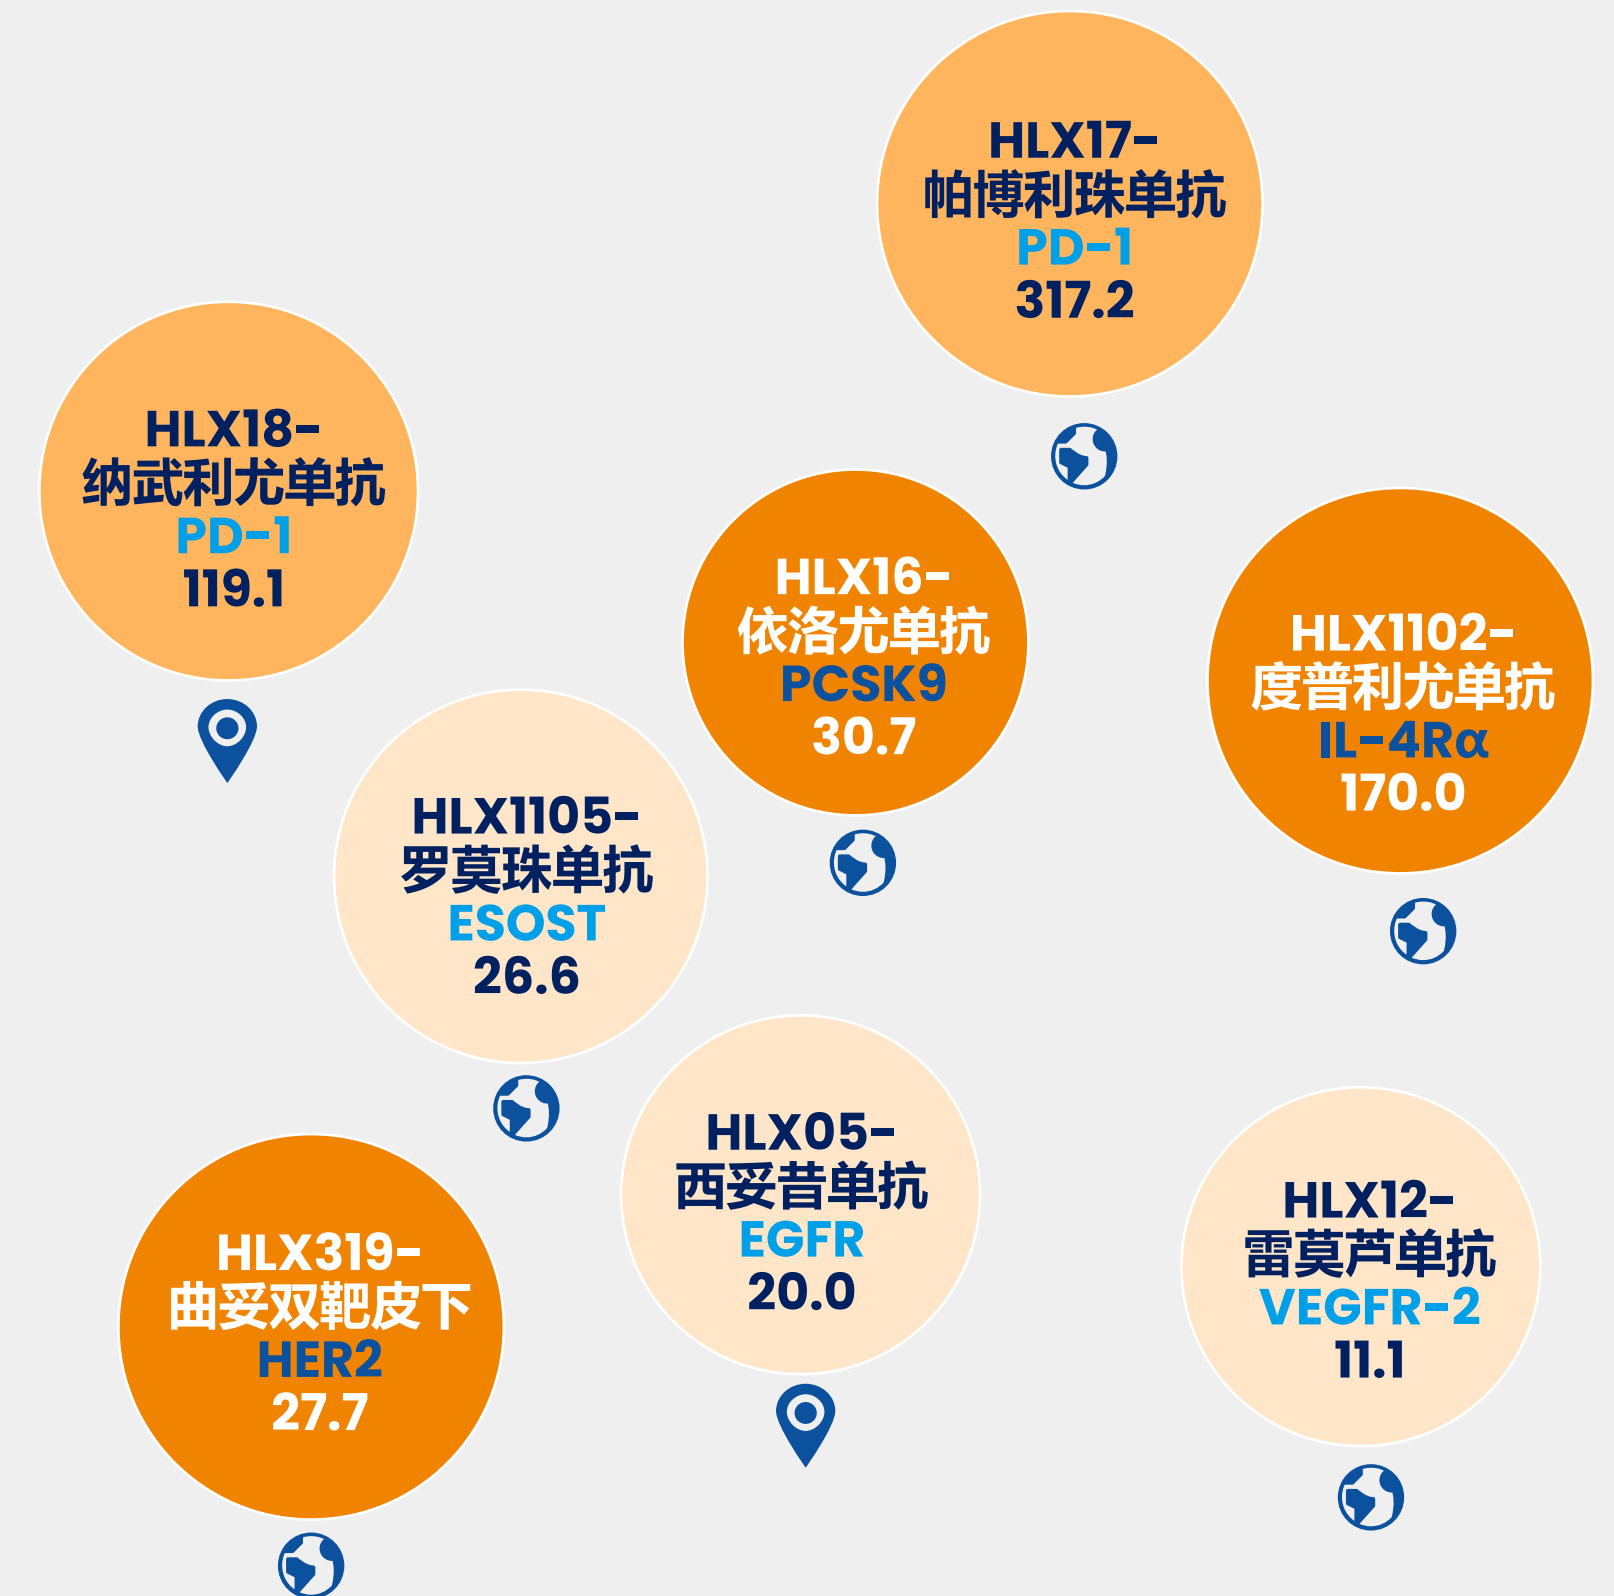 HLX17-
帕博利珠单抗
PD-1
317.2
HLX18-
纳武利尤单抗
PD-1
119.1
HLX16-
依洛尤单抗
PCSK9
30.7
HLX1102-
度普利尤单抗
IL-4Rα
170.0
HLX1105-
罗莫珠单抗
ESOST
26.6
HLX05-
西妥昔单抗
EGFR
20.0
HLX12-
雷莫芦单抗
VEGFR-2
11.1
HLX319-
曲妥双靶皮下
HER2
27.7